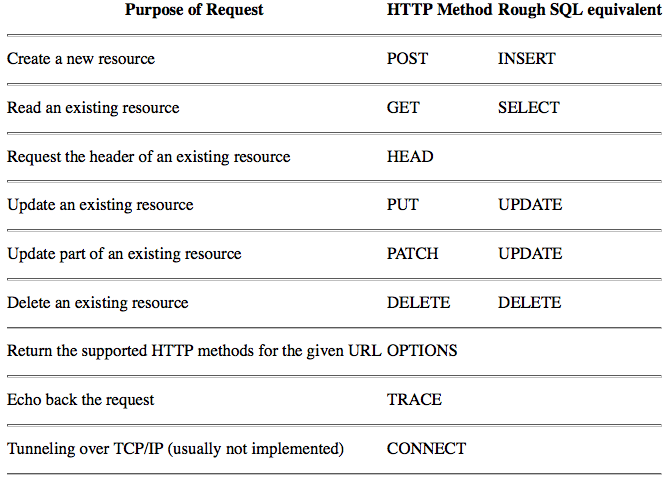 Purpose of Request HTTP Method Rough SQL equivalent
Create a new resource POST INSERT
Read an existing resource GET SELECT
Request the header of an existing resource HEAD
Update an existing resource PUT UPDATE
Update part of an existing resource PATCH UPDATE
Delete an existing resource DELETE DELETE
Return the supported HTTP methods for the given URL OPTIONS
Echo back the request TRACE
Tunneling over TCP/IP (usually not implemented) CONNECT